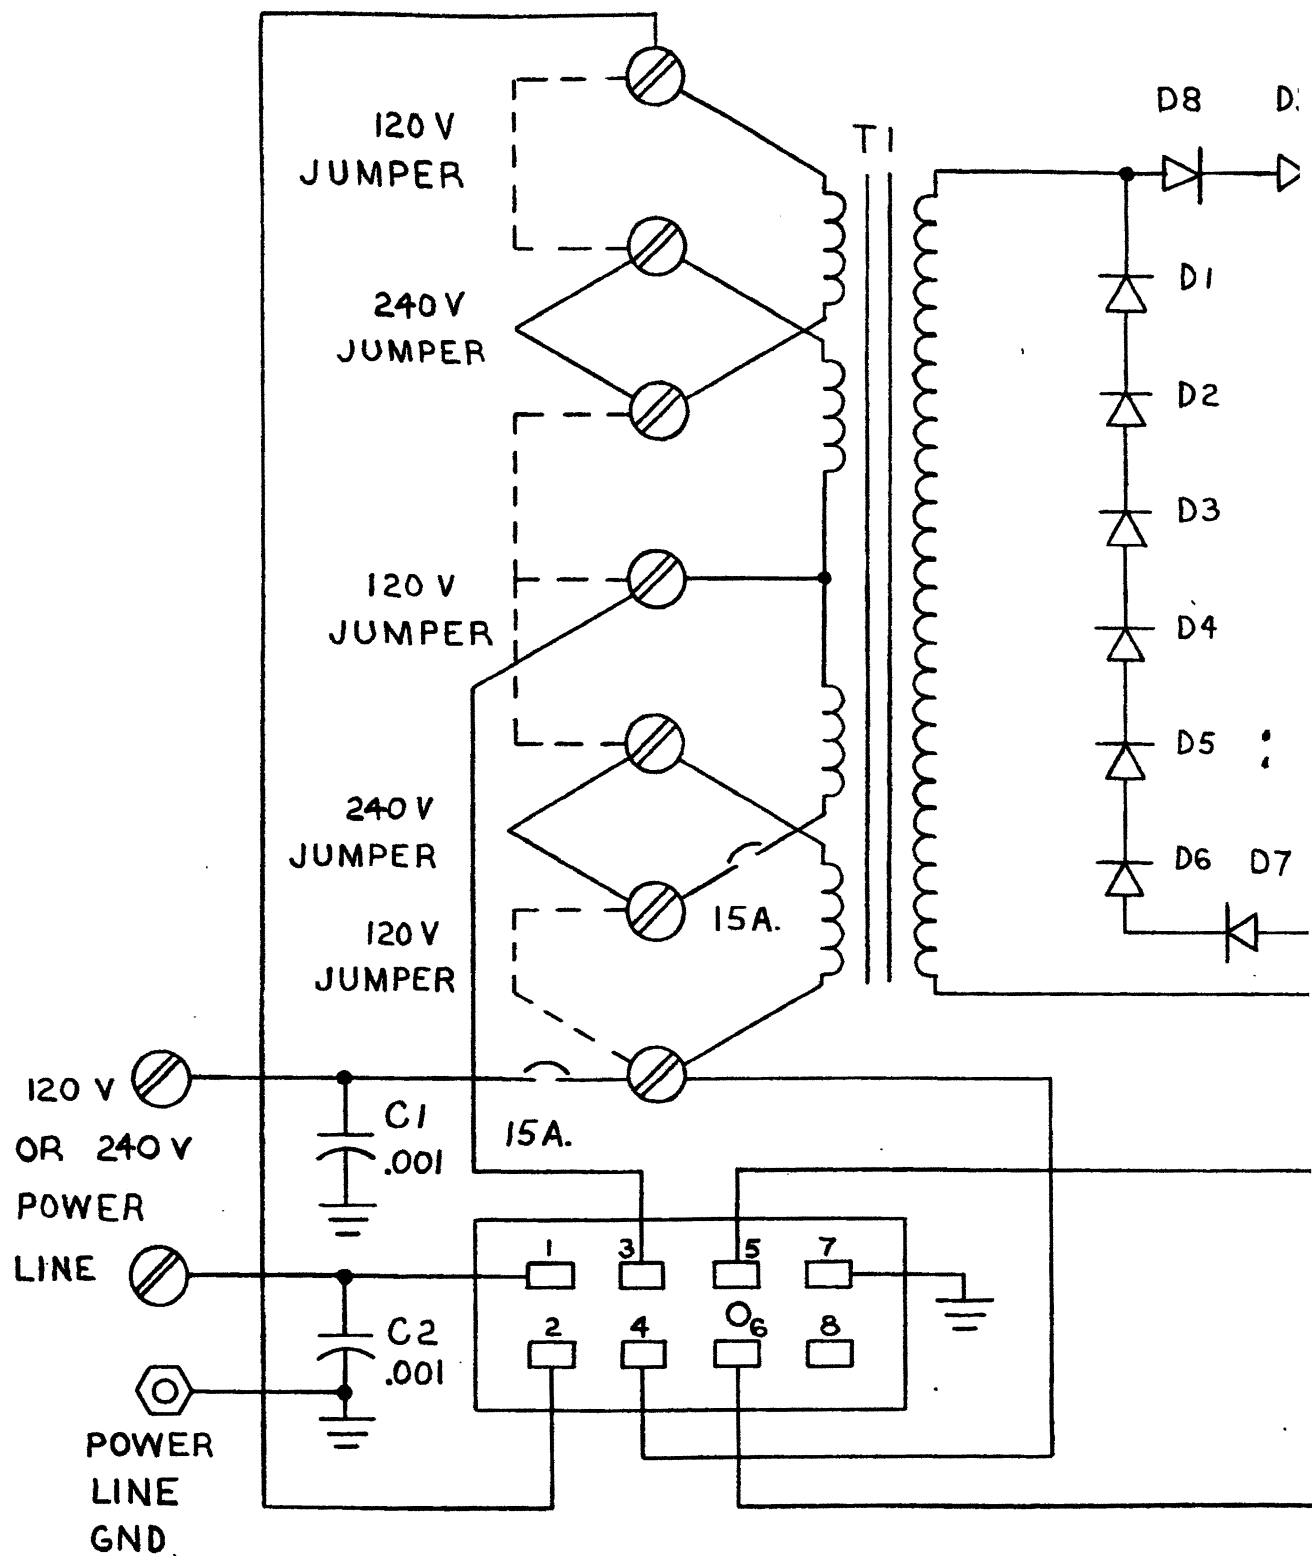 D8
120 V
JUMPER
T1
240 V
JUMPER
D1
D2
D3
120 V
JUMPER
D4
D5
240 V
JUMPER
D6 D7
15A.
120 V
JUMPER
120 V
OR 240 V
POWER
LINE
C1
.001
15A.
1 3 5 7
2 4 6 8
C2
.001
POWER
LINE
GND